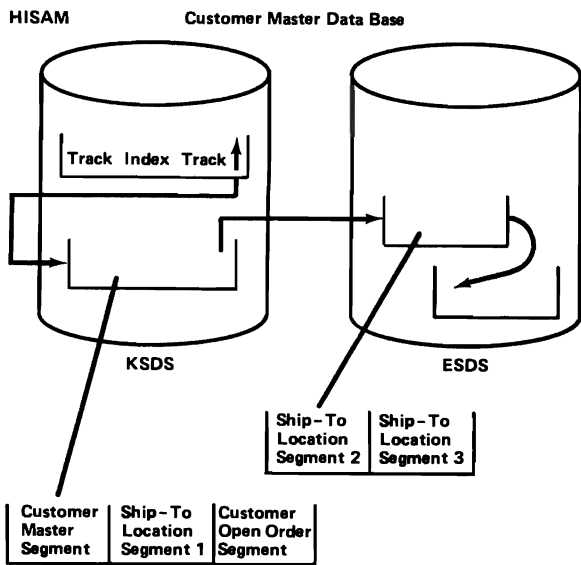 HISAM
Customer Master Data Base
Track Index Track
KSDS
ESDS
Ship-To
Location
Segment 2
Ship-To
Location
Segment 3
Customer
Master
Segment
Ship-To
Location
Segment 1
Customer
Open Order
Segment